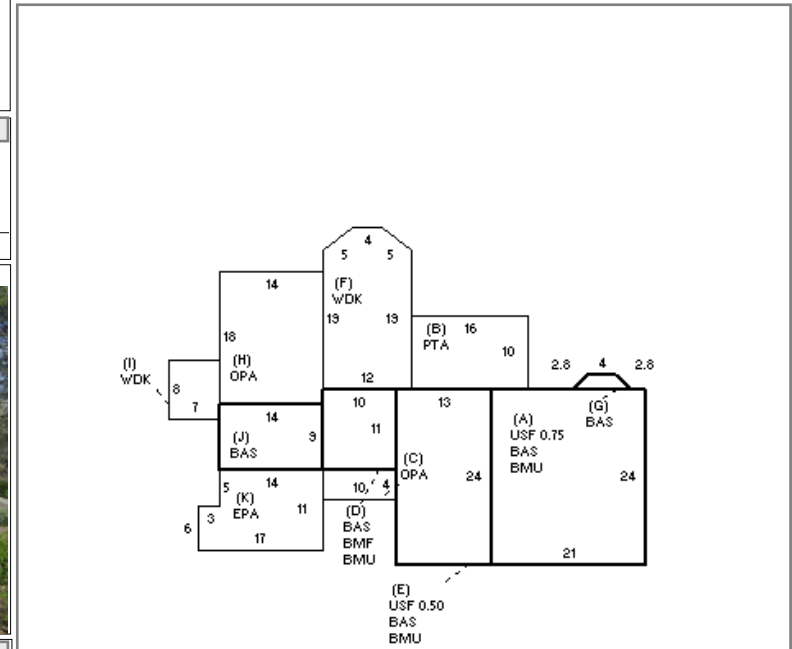 4
5 5
(F)
WDK
19 19
12
14
18
(H)
OPA
(B) 16
PTA
10
2.8 4 2.8
(G)
BAS
(I)
WDK
8
7
14
9
(J)
BAS
10
11
13
24
(C)
OPA
(A)
USF 0.75
BAS
BMU
24
21
5 14
(K)
EPA
3
6
11
17
10, 4
(D)
BAS
BMF
BMU
(E)
USF 0.50
BAS
BMU